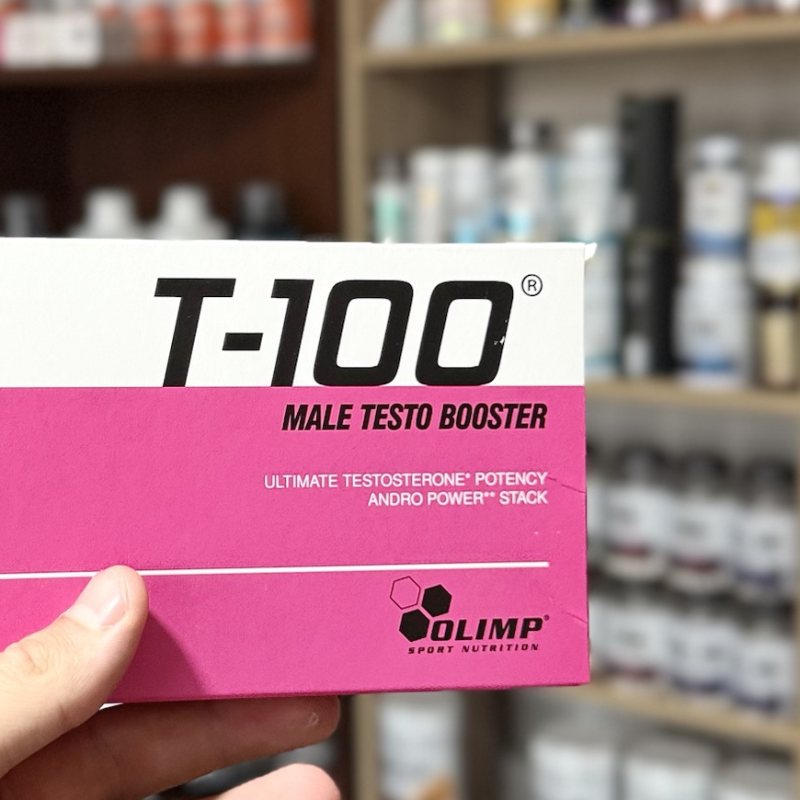 T-100®
MALE TESTO BOOSTER
ULTIMATE TESTOSTERONE* POTENCY
ANDRO POWER** STACK
OLIMP®
SPORT NUTRITION